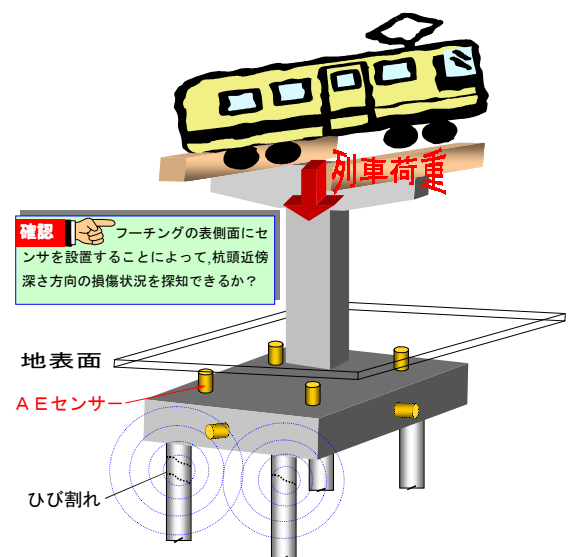 列車荷重
確認 フーチングの表側面にセ
ンサを設置することによって,杭頭近傍
深さ方向の損傷状況を探知できるか？
地表面
ＡＥセンサー
ひび割れ